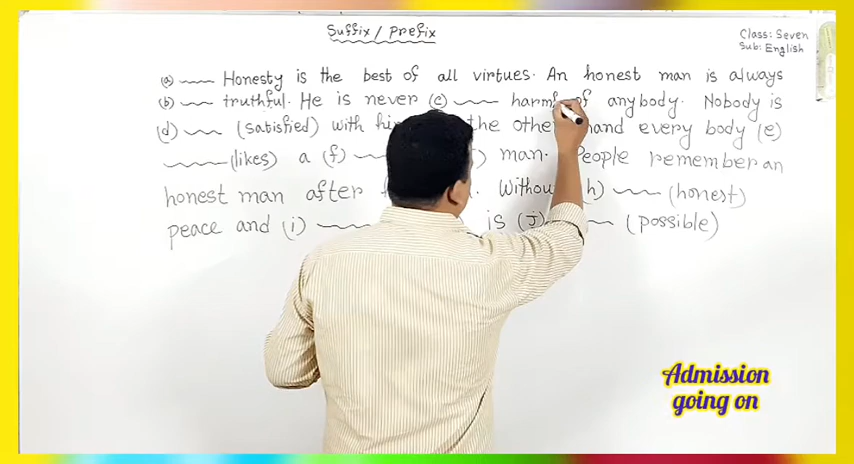 Suffix / Prefix
Class: Seven
Sub: English
(a) Honesty is the best of all virtues. An honest man is always
(b) truthful. He is never (c) harmful of anybody. Nobody is
(d) (satisfied) with the other hand every body (e)
(likes) a (f) man. People remember an
honest man after Without (h) (honest)
peace and (i) is (j) (possible)
Admission
going on